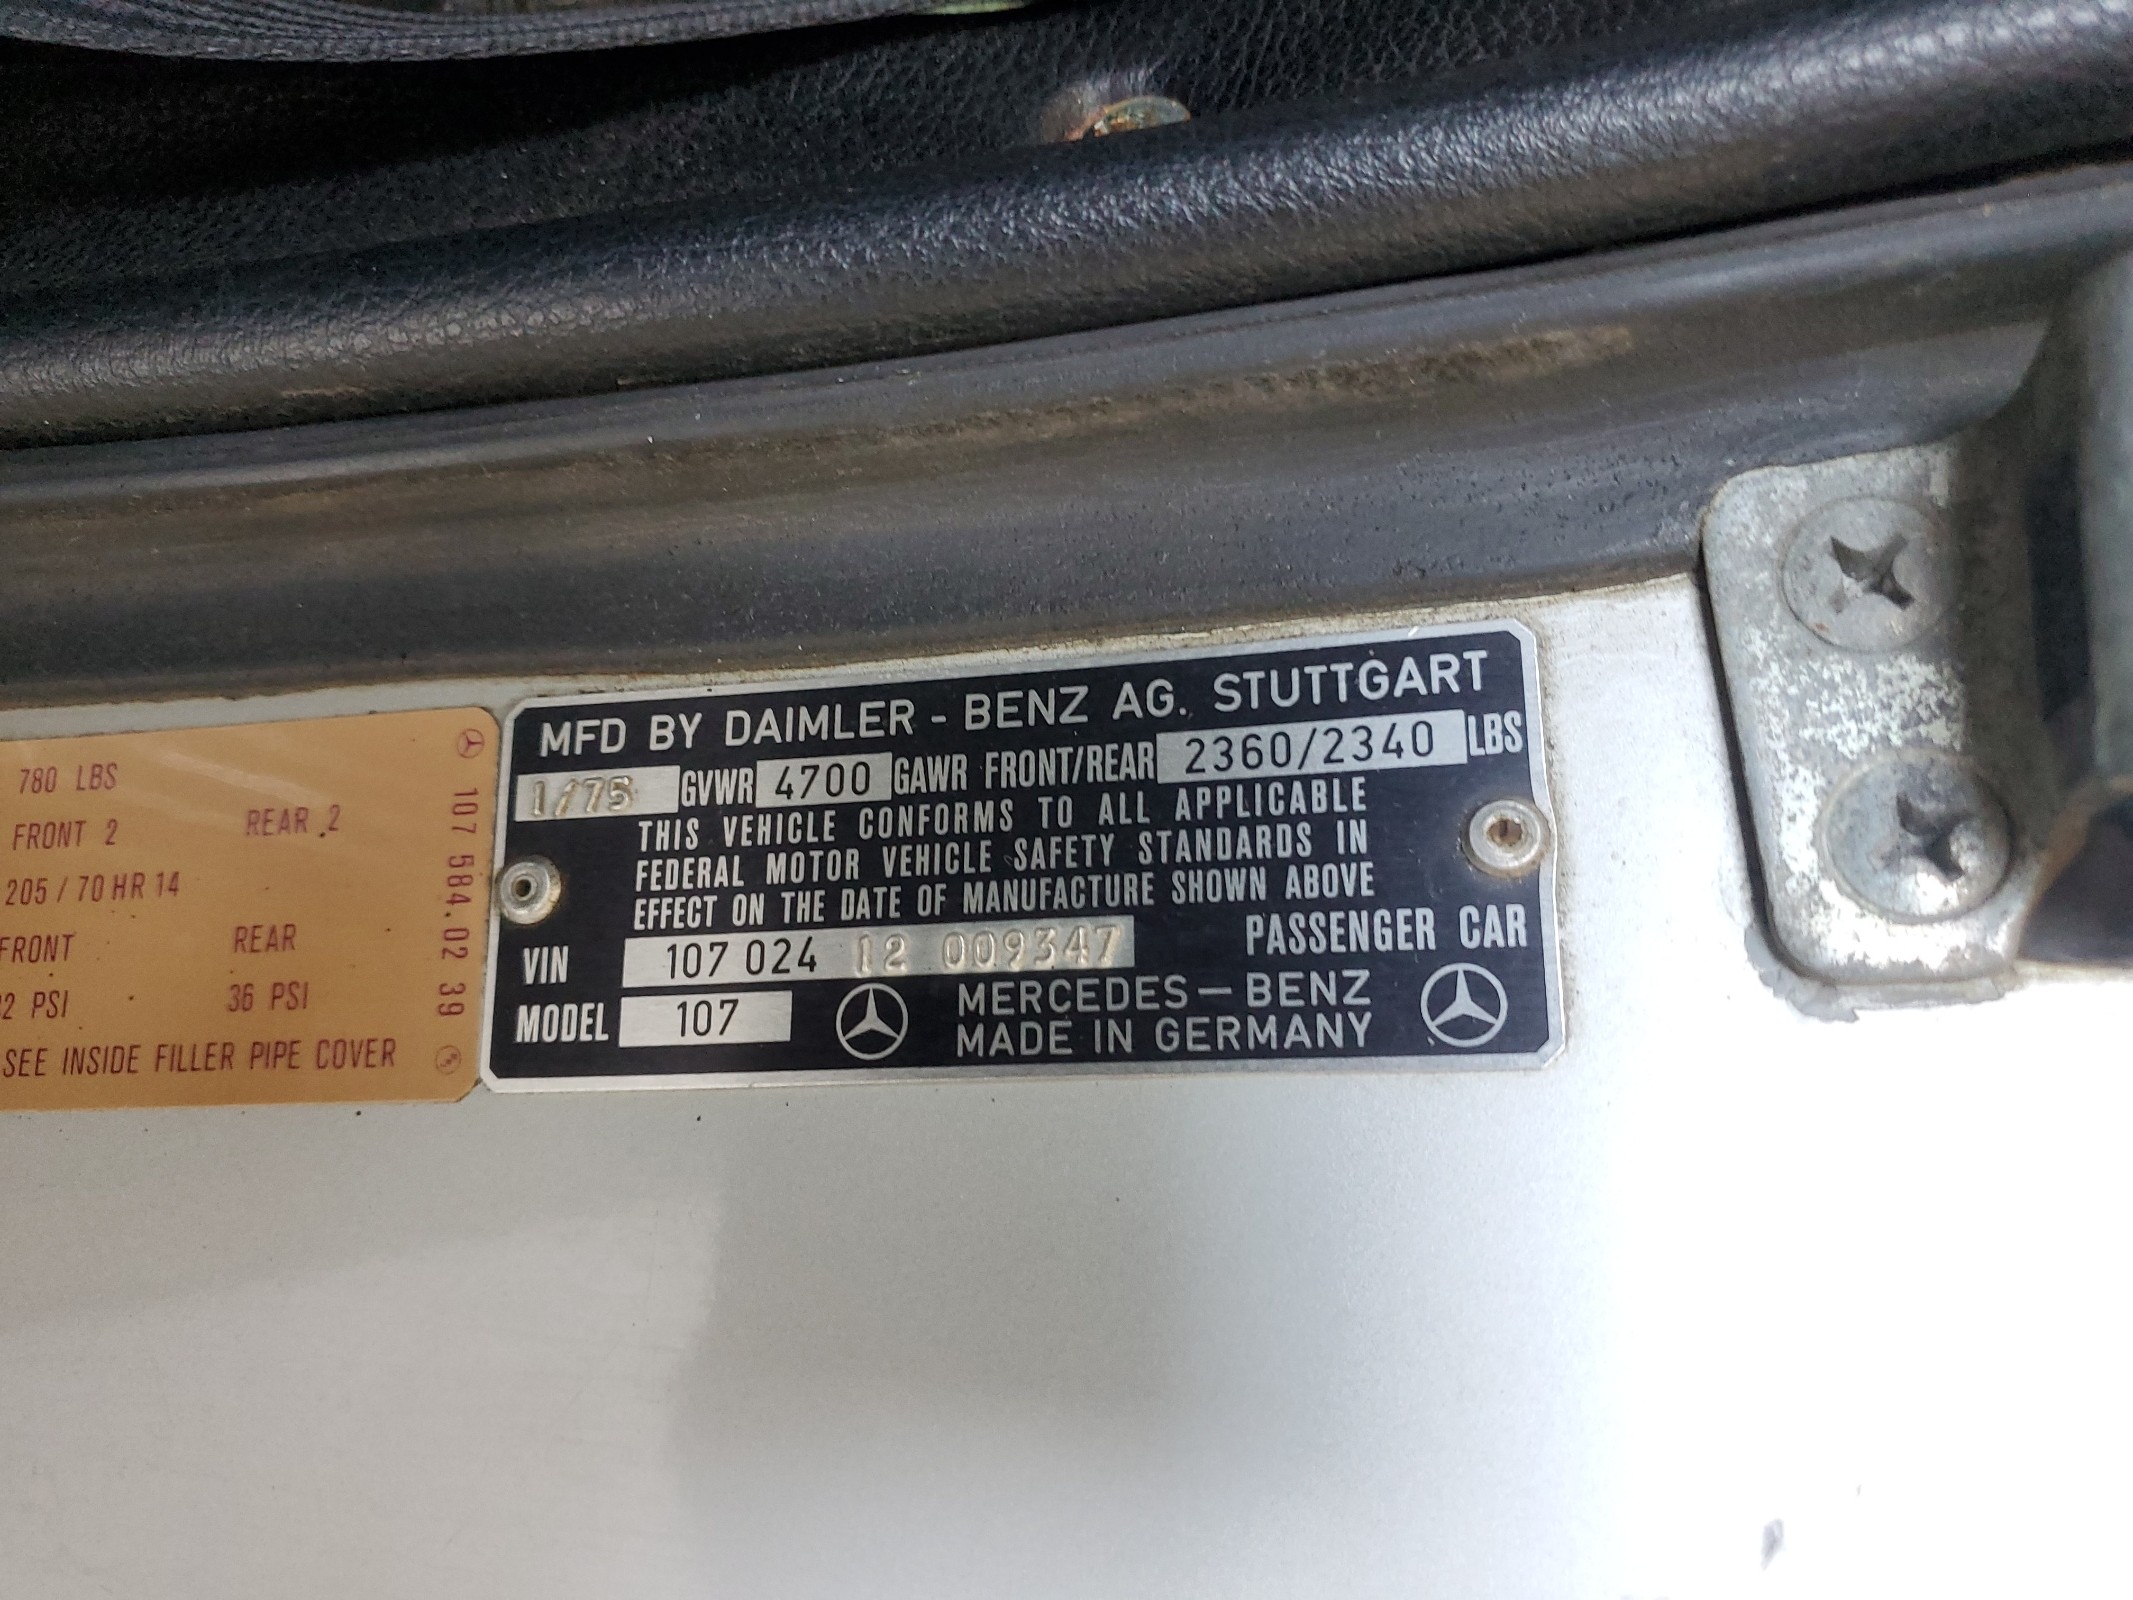 780 LBS
FRONT 2 REAR 2
205 / 70 HR 14
FRONT REAR
2 PSI 36 PSI
SEE INSIDE FILLER PIPE COVER
107 584.02 39
MFD BY DAIMLER - BENZ AG. STUTTGART
1/75 GVWR 4700 GAWR FRONT/REAR 2360/2340 LBS
THIS VEHICLE CONFORMS TO ALL APPLICABLE
FEDERAL MOTOR VEHICLE SAFETY STANDARDS IN
EFFECT ON THE DATE OF MANUFACTURE SHOWN ABOVE
VIN 107 024 12 009347 PASSENGER CAR
MODEL 107 MERCEDES - BENZ
MADE IN GERMANY